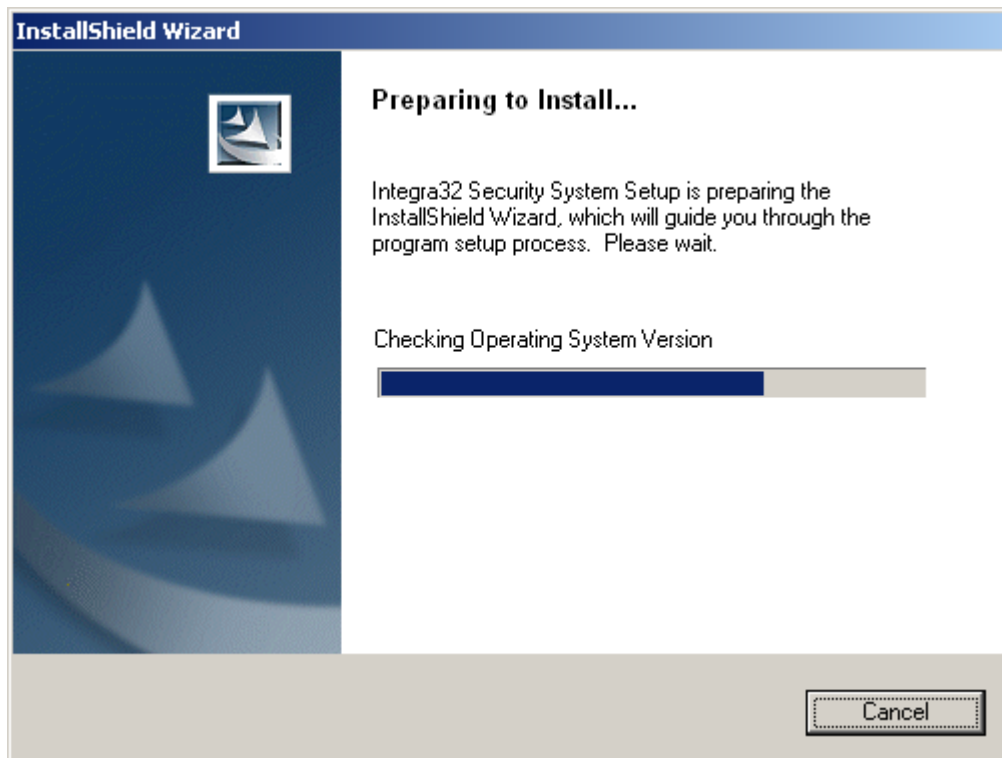 InstallShield Wizard
Preparing to Install...
Integra32 Security System Setup is preparing the
InstallShield Wizard, which will guide you through the
program setup process.  Please wait.
Checking Operating System Version
Cancel